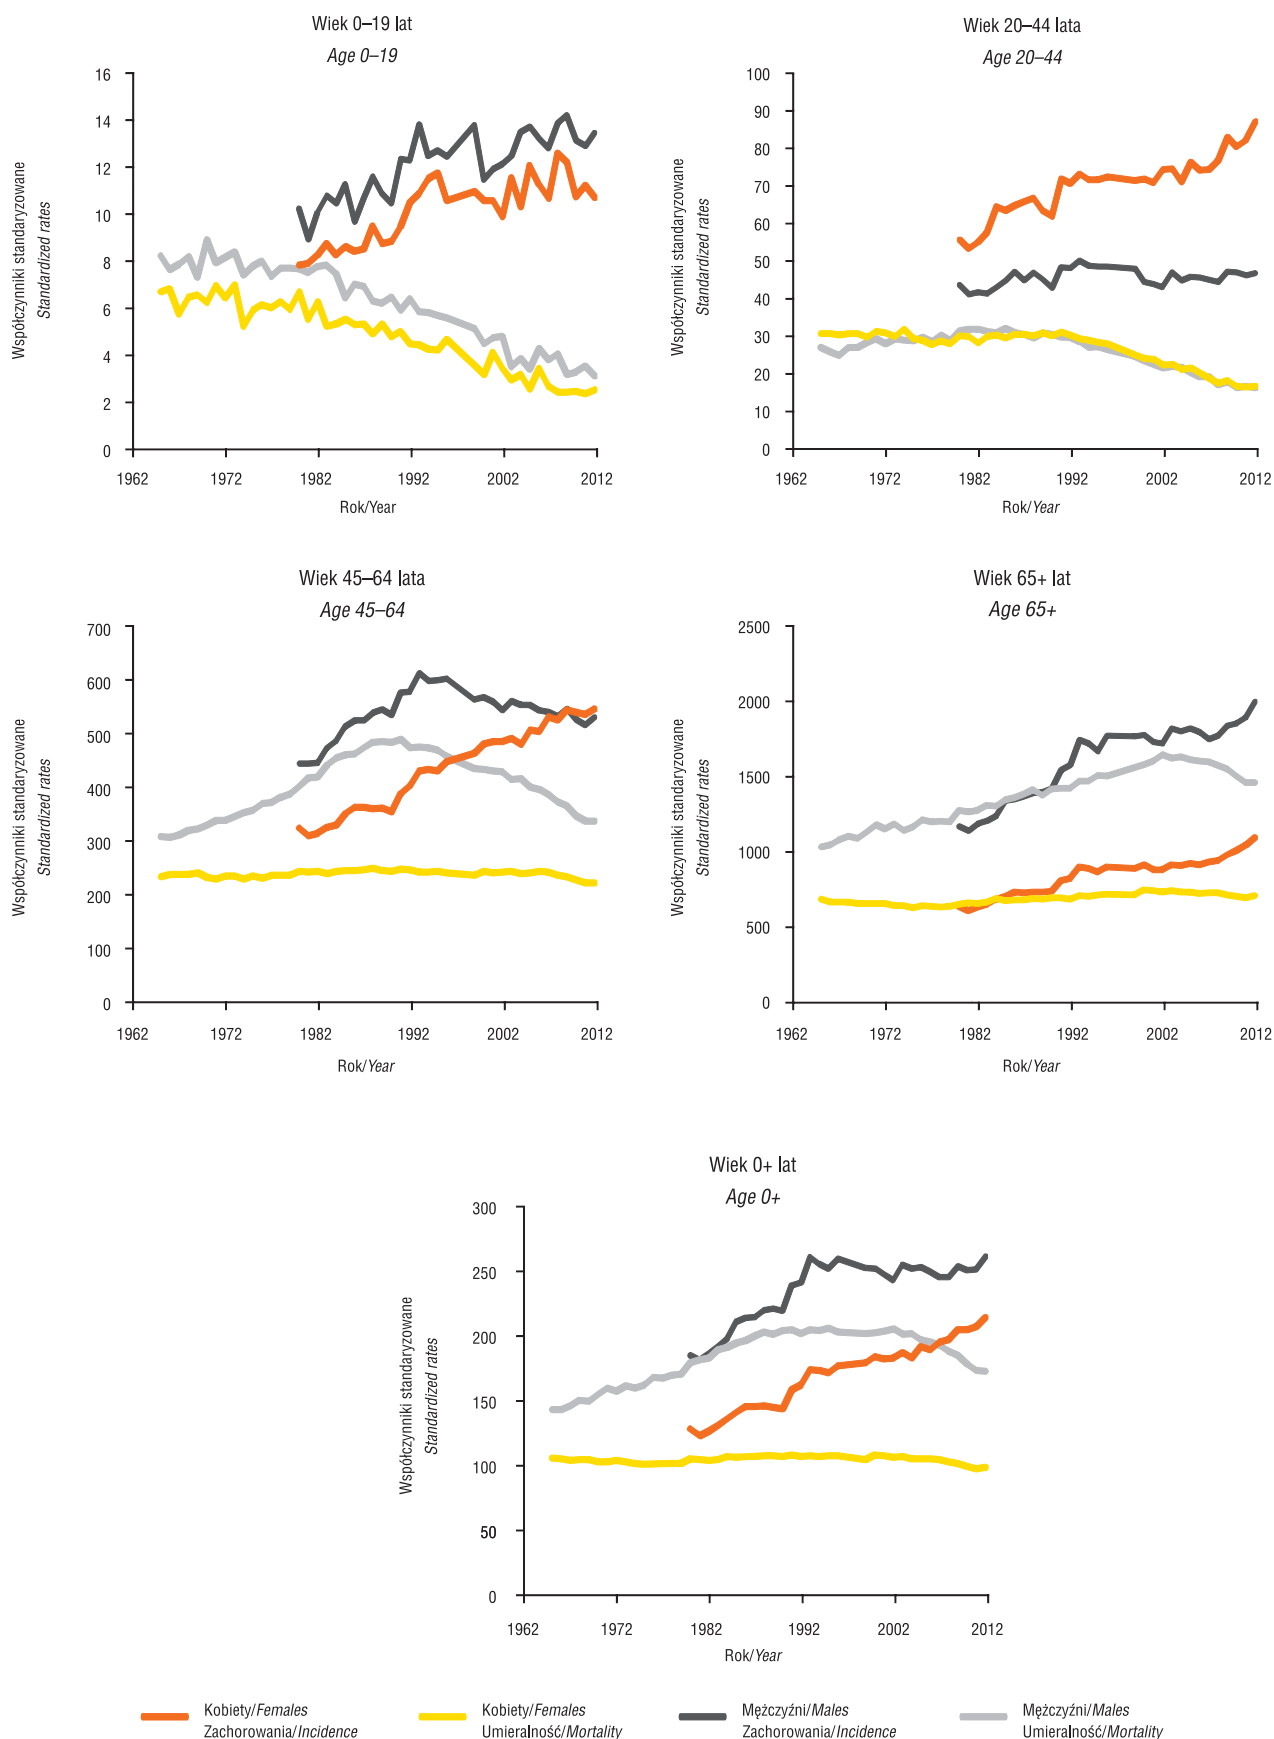 Wiek 0–19 lat
Age 0–19
Współczynniki standaryzowane
Standardized rates
16
14
12
10
8
6
4
2
0
1962 1972 1982 1992 2002 2012
Rok/Year
Wiek 20–44 lata
Age 20–44
Współczynniki standaryzowane
Standardized rates
100
90
80
70
60
50
40
30
20
10
0
1962 1972 1982 1992 2002 2012
Rok/Year
Wiek 45–64 lata
Age 45–64
Współczynniki standaryzowane
Standardized rates
700
600
500
400
300
200
100
0
1962 1972 1982 1992 2002 2012
Rok/Year
Wiek 65+ lat
Age 65+
Współczynniki standaryzowane
Standardized rates
2500
2000
1500
1000
500
0
1962 1972 1982 1992 2002 2012
Rok/Year
Wiek 0+ lat
Age 0+
Współczynniki standaryzowane
Standardized rates
300
250
200
150
100
50
0
1962 1972 1982 1992 2002 2012
Rok/Year
Kobiety/Females
Zachorowania/Incidence
Kobiety/Females
Umieralność/Mortality
Mężczyźni/Males
Zachorowania/Incidence
Mężczyźni/Males
Umieralność/Mortality